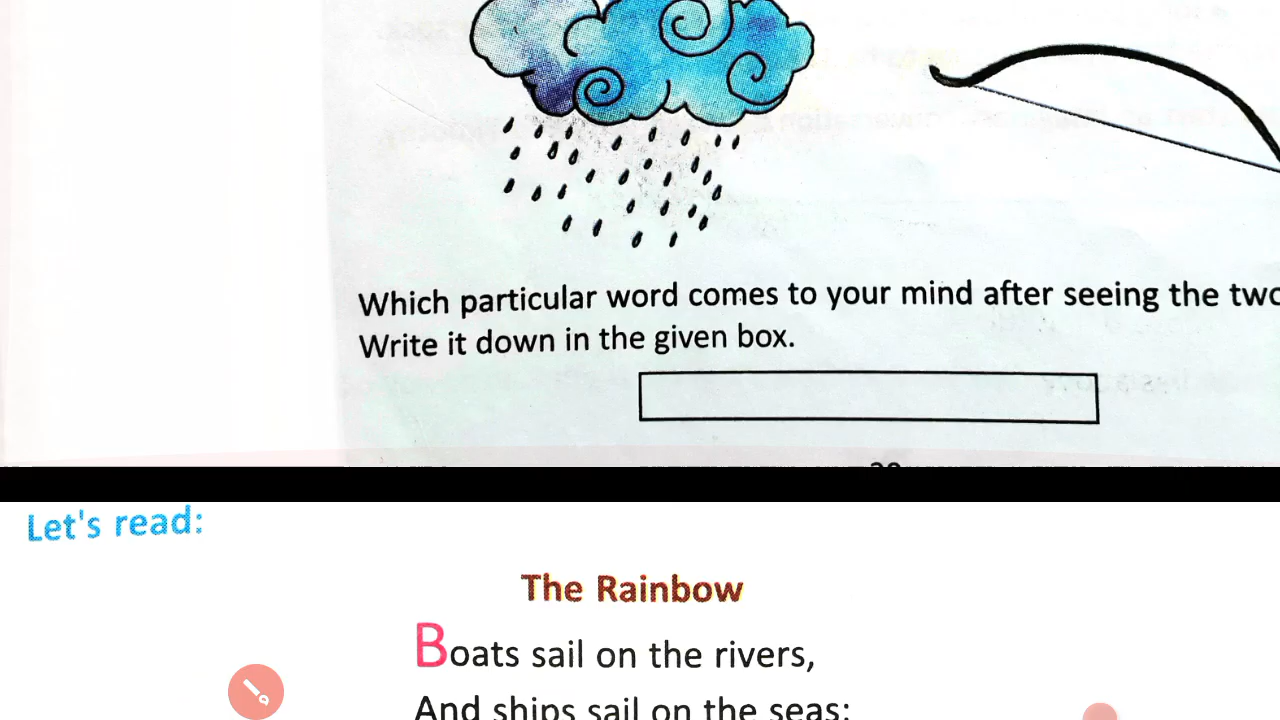 Which particular word comes to your mind after seeing the two
Write it down in the given box.
Let's read:
The Rainbow
Boats sail on the rivers,
And ships sail on the seas;